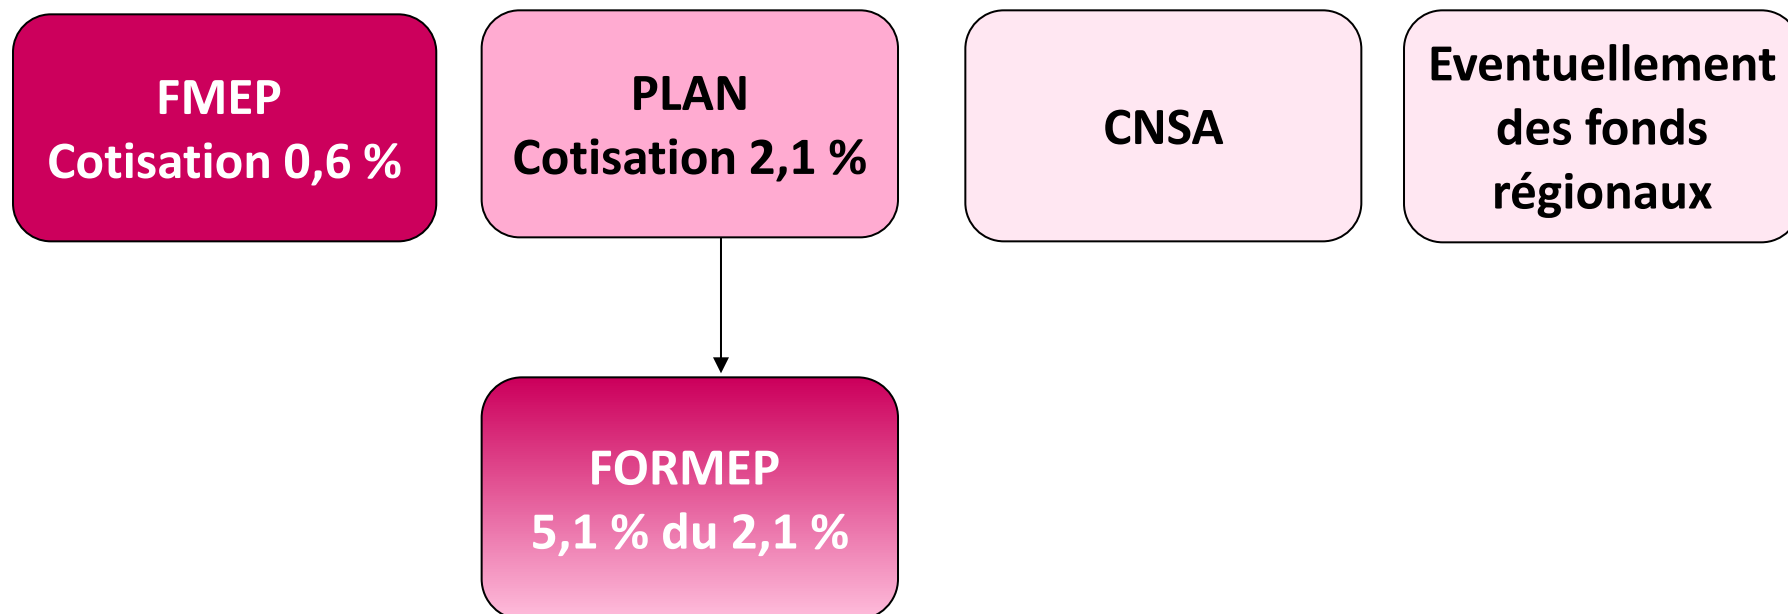 FMEP
Cotisation 0,6 %
PLAN
Cotisation 2,1 %
CNSA
Eventuellement
des fonds
régionaux
FORMEP
5,1 % du 2,1 %